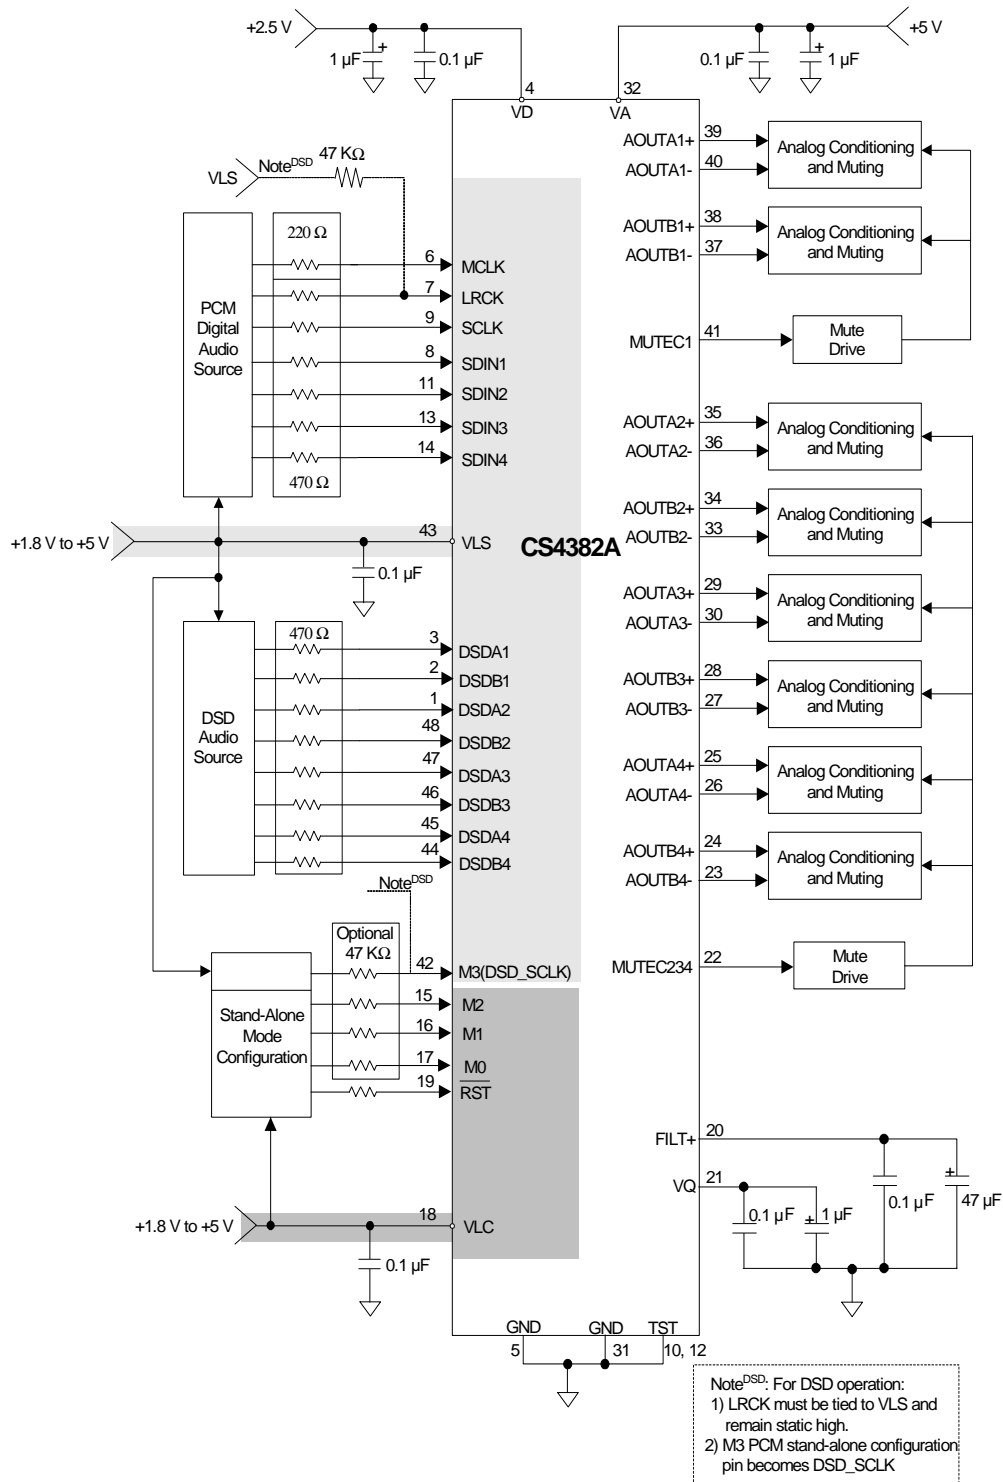 +2.5 V
+5 V
1 µF
+
0.1 µF
0.1 µF
+
1 µF
4
32
VD
VA
VLS
Note^DSD
47 KΩ
220 Ω
PCM
Digital
Audio
Source
470 Ω
6
MCLK
7
LRCK
9
SCLK
8
SDIN1
11
SDIN2
13
SDIN3
14
SDIN4
+1.8 V to +5 V
43
VLS
0.1 µF
CS4382A
DSD
Audio
Source
470 Ω
3
DSDA1
2
DSDB1
1
DSDA2
48
DSDB2
47
DSDA3
46
DSDB3
45
DSDA4
44
DSDB4
Note^DSD
Optional
47 KΩ
Stand-Alone
Mode
Configuration
42
M3(DSD_SCLK)
15
M2
16
M1
17
M0
19
RST
+1.8 V to +5 V
18
VLC
0.1 µF
AOUTA1+
39
AOUTA1-
40
Analog Conditioning
and Muting
AOUTB1+
38
AOUTB1-
37
Analog Conditioning
and Muting
MUTEC1
41
Mute
Drive
AOUTA2+
35
AOUTA2-
36
Analog Conditioning
and Muting
AOUTB2+
34
AOUTB2-
33
Analog Conditioning
and Muting
AOUTA3+
29
AOUTA3-
30
Analog Conditioning
and Muting
AOUTB3+
28
AOUTB3-
27
Analog Conditioning
and Muting
AOUTA4+
25
AOUTA4-
26
Analog Conditioning
and Muting
AOUTB4+
24
AOUTB4-
23
Analog Conditioning
and Muting
MUTEC234
22
Mute
Drive
FILT+
20
VQ
21
0.1 µF
+
1 µF
0.1 µF
+
47 µF
GND
GND
TST
5
31
10, 12
Note^DSD: For DSD operation:
1) LRCK must be tied to VLS and
remain static high.
2) M3 PCM stand-alone configuration
pin becomes DSD_SCLK